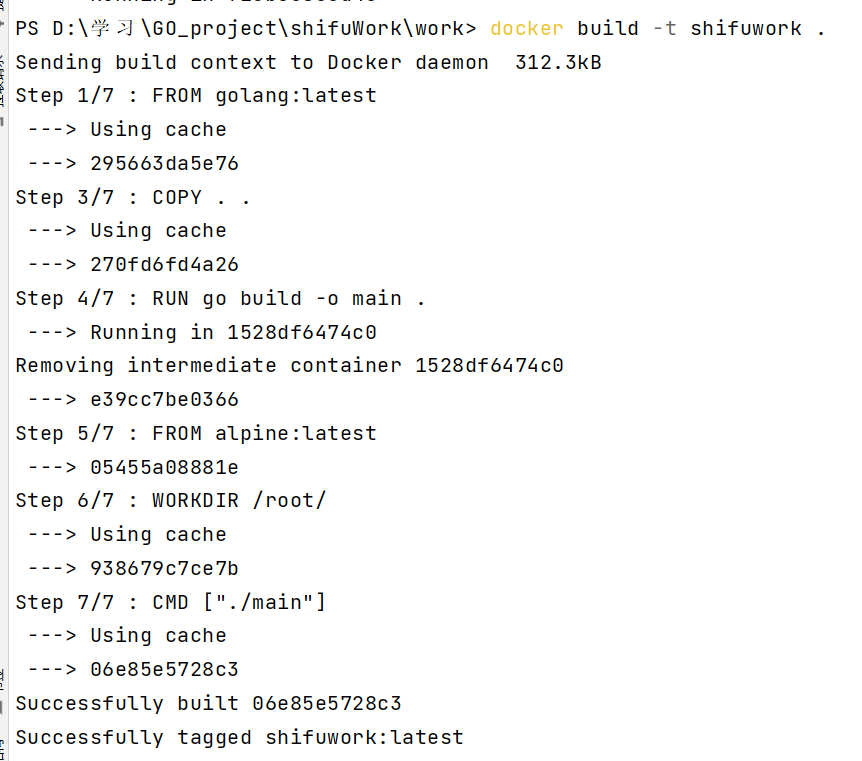 PS D:\学习\GO_project\shifuWork\work> docker build -t shifuwork .
Sending build context to Docker daemon  312.3kB
Step 1/7 : FROM golang:latest
 ---> Using cache
 ---> 295663da5e76
Step 3/7 : COPY . .
 ---> Using cache
 ---> 270fd6fd4a26
Step 4/7 : RUN go build -o main .
 ---> Running in 1528df6474c0
Removing intermediate container 1528df6474c0
 ---> e39cc7be0366
Step 5/7 : FROM alpine:latest
 ---> 05455a08881e
Step 6/7 : WORKDIR /root/
 ---> Using cache
 ---> 938679c7ce7b
Step 7/7 : CMD ["./main"]
 ---> Using cache
 ---> 06e85e5728c3
Successfully built 06e85e5728c3
Successfully tagged shifuwork:latest